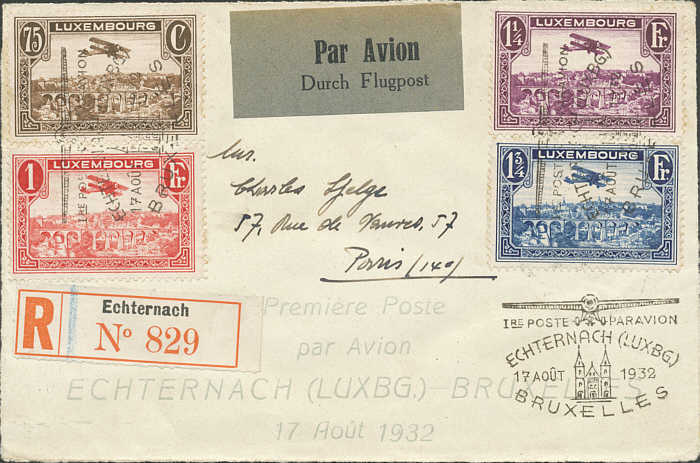 75 LUXEMBOURG C
1 LUXEMBOURG Fr
Par Avion
Durch Flugpost
1¼ LUXEMBOURG Fr.
1¾ LUXEMBOURG Fr.
Charles
57, Rue de Vanves, 57
Paris (14e)
R Echternach
No 829
Première Poste
par Avion
ECHTERNACH (LUXBG.) - BRUXELLES
17 Août 1932
1RE POSTE PAR AVION
ECHTERNACH (LUXBG.)
17 AOÛT 1932
BRUXELLES